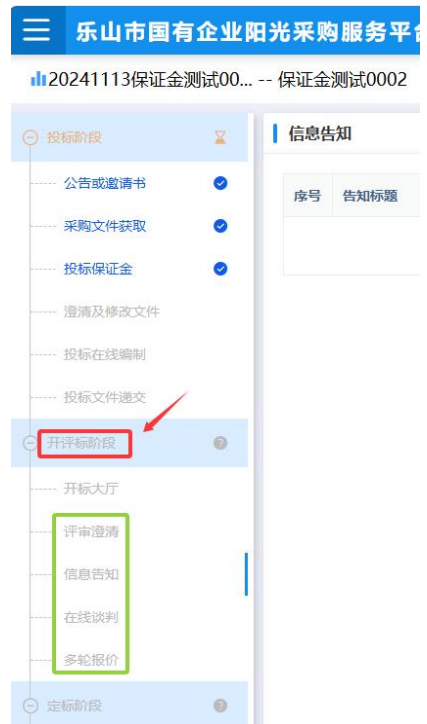 乐山市国有企业阳光采购服务平
20241113保证金测试00... -- 保证金测试0002
投标阶段
公告或邀请书
采购文件获取
投标保证金
澄清及修改文件
投标在线编制
投标文件递交
开评标阶段
开标大厅
评审澄清
信息告知
在线谈判
多轮报价
定标阶段
信息告知
序号 告知标题